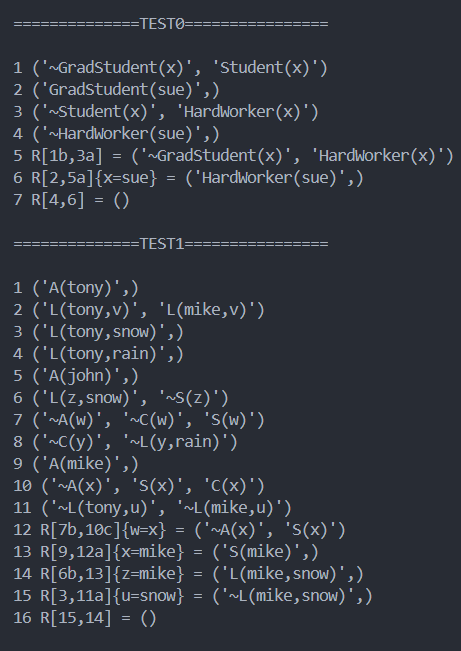 ==============TEST0================
1 ('~GradStudent(x)', 'Student(x)')
2 ('GradStudent(sue)',)
3 ('~Student(x)', 'HardWorker(x)')
4 ('~HardWorker(sue)',)
5 R[1b,3a] = ('~GradStudent(x)', 'HardWorker(x)')
6 R[2,5a]{x=sue} = ('HardWorker(sue)',)
7 R[4,6] = ()
==============TEST1================
1 ('A(tony)',)
2 ('L(tony,v)', 'L(mike,v)')
3 ('L(tony,snow)',)
4 ('L(tony,rain)',)
5 ('A(john)',)
6 ('L(z,snow)', '~S(z)')
7 ('~A(w)', '~C(w)', 'S(w)')
8 ('~C(y)', '~L(y,rain)')
9 ('A(mike)',)
10 ('~A(x)', 'S(x)', 'C(x)')
11 ('~L(tony,u)', '~L(mike,u)')
12 R[7b,10c]{w=x} = ('~A(x)', 'S(x)')
13 R[9,12a]{x=mike} = ('S(mike)',)
14 R[6b,13]{z=mike} = ('L(mike,snow)',)
15 R[3,11a]{u=snow} = ('~L(mike,snow)',)
16 R[15,14] = ()